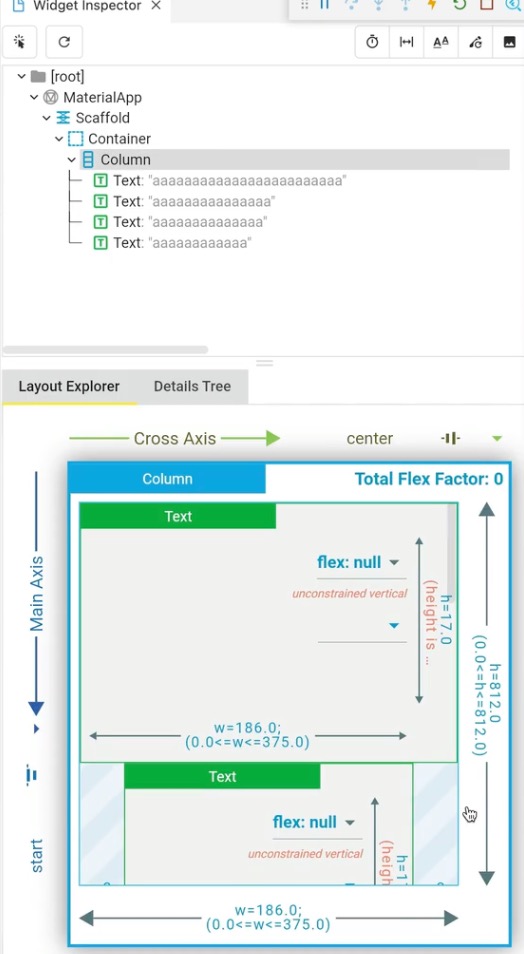 Widget Inspector
[root]
MaterialApp
Scaffold
Container
Column
Text: "aaaaaaaaaaaaaaaaaaaaaaaa"
Text: "aaaaaaaaaaaaaaa"
Text: "aaaaaaaaaaaaaa"
Text: "aaaaaaaaaaaa"
Layout Explorer Details Tree
Cross Axis center
Column Total Flex Factor: 0
Text
flex: null
unconstrained vertical
h=17.0
(height is ...
w=186.0;
(0.0<=w<=375.0)
Text
flex: null
unconstrained vertical
h=1
(heigh
h=812.0
(0.0<=h<=812.0)
Main Axis
start
w=186.0;
(0.0<=w<=375.0)